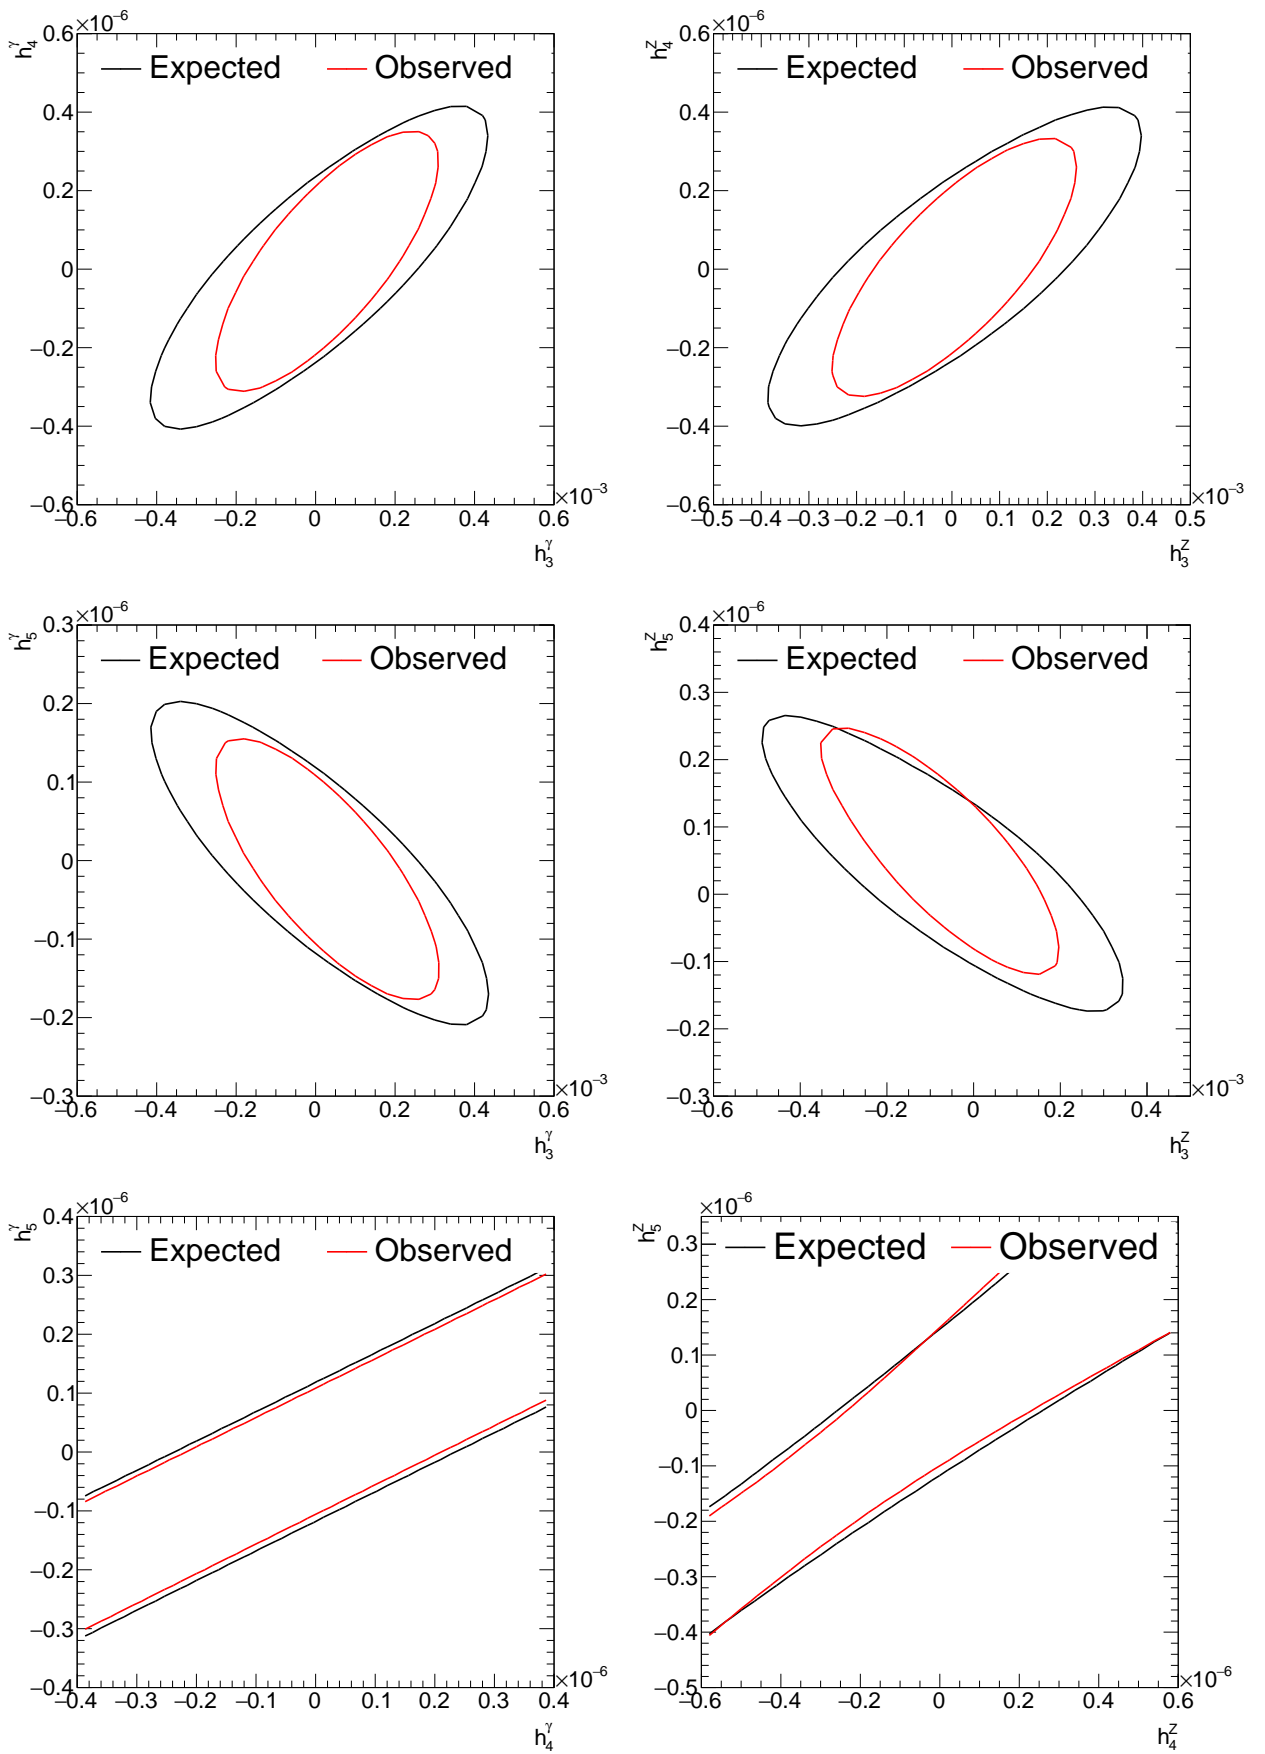 ×10⁻⁶ ×10⁻⁶
h₄^γ 0.6 Expected Observed h₄^Z 0.6 Expected Observed
0.4 0.4
0.2 0.2
0 0
−0.2 −0.2
−0.4 −0.4
−0.6 ×10⁻³ −0.6 ×10⁻³
−0.6 −0.4 −0.2 0 0.2 0.4 0.6 −0.5 −0.4 −0.3 −0.2 −0.1 0 0.1 0.2 0.3 0.4 0.5
h₃^γ h₃^Z
×10⁻⁶ ×10⁻⁶
h₅^γ 0.3 Expected Observed h₅^Z 0.4 Expected Observed
0.2 0.3
0.1 0.2
0 0.1
−0.1 0
−0.2 −0.1
−0.3 −0.2
×10⁻³ −0.3 ×10⁻³
−0.6 −0.4 −0.2 0 0.2 0.4 0.6 −0.6 −0.4 −0.2 0 0.2 0.4
h₃^γ h₃^Z
×10⁻⁶ ×10⁻⁶
h₅^γ 0.4 Expected Observed h₅^Z 0.3 Expected Observed
0.3 0.2
0.2 0.1
0.1 0
0 −0.1
−0.1 −0.2
−0.2 −0.3
−0.3 −0.4
−0.4 ×10⁻⁶ −0.5 ×10⁻⁶
−0.4 −0.3 −0.2 −0.1 0 0.1 0.2 0.3 0.4 −0.6 −0.4 −0.2 0 0.2 0.4 0.6
h₄^γ h₄^Z